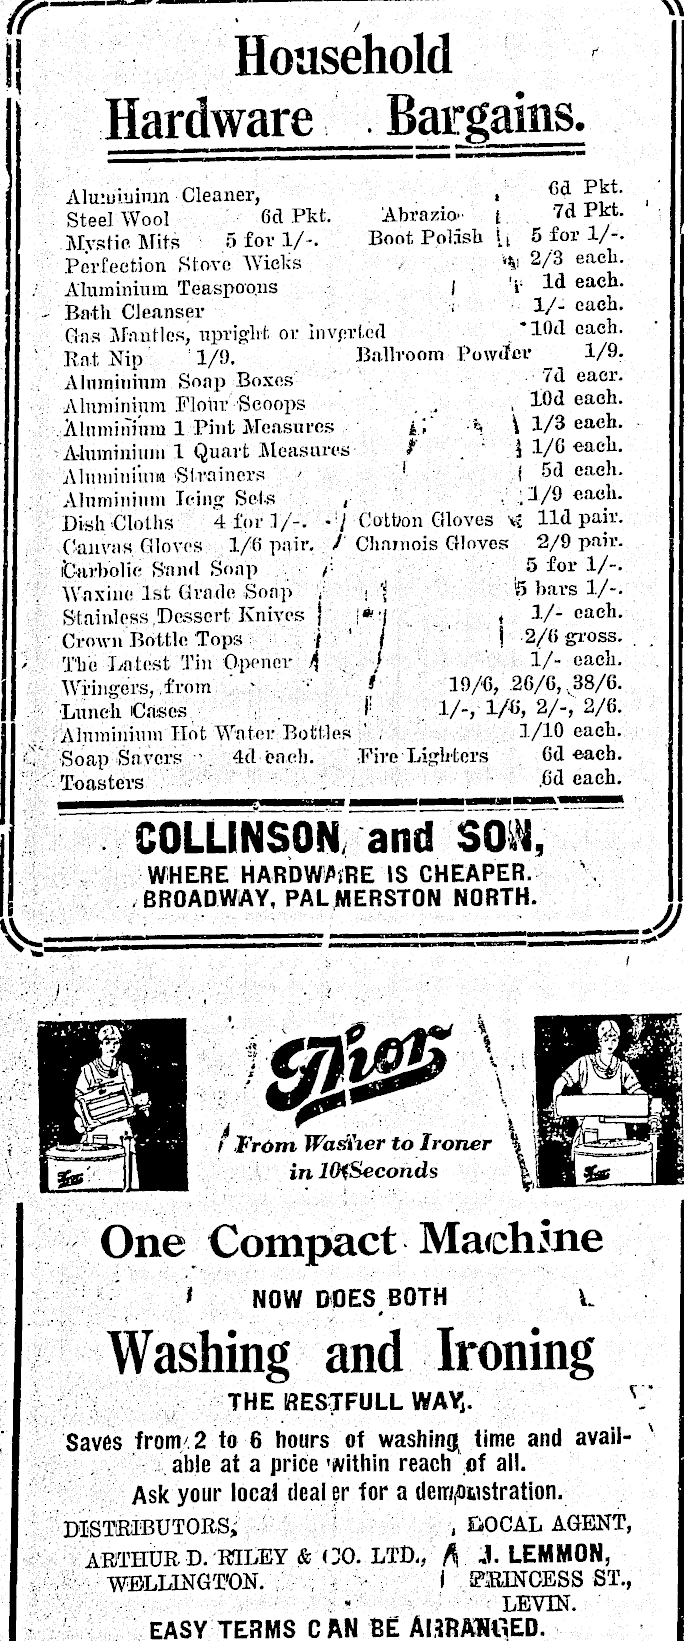 Household
Hardware Bargains.
Aluminium Cleaner, 6d Pkt.
Steel Wool 6d Pkt. Abrazio 7d Pkt.
Mystic Mits 5 for 1/-. Boot Polish 5 for 1/-.
Perfection Stove Wicks 2/3 each.
Aluminium Teaspoons 1d each.
Bath Cleanser 1/- each.
Gas Mantles, upright or inverted 10d each.
Rat Nip 1/9. Ballroom Powder 1/9.
Aluminium Soap Boxes 7d eacr.
Aluminium Flour Scoops 10d each.
Aluminium 1 Pint Measures 1/3 each.
Aluminium 1 Quart Measures 1/6 each.
Aluminium Strainers 5d each.
Aluminium Icing Sets 1/9 each.
Dish Cloths 4 for 1/-. Cotton Gloves 11d pair.
Canvas Gloves 1/6 pair. Chamois Gloves 2/9 pair.
Carbolic Sand Soap 5 for 1/-.
Waxine 1st Grade Soap 5 bars 1/-.
Stainless Dessert Knives 1/- each.
Crown Bottle Tops 2/6 gross.
The Latest Tin Opener 1/- each.
Wringers, from 19/6, 26/6, 38/6.
Lunch Cases 1/-, 1/6, 2/-, 2/6.
Aluminium Hot Water Bottles 1/10 each.
Soap Savers 4d each. Fire Lighters 6d each.
Toasters 6d each.
COLLINSON and SON,
WHERE HARDWARE IS CHEAPER.
BROADWAY, PALMERSTON NORTH.
Thor
From Washer to Ironer
in 10 Seconds
Thor
Thor
One Compact Machine
NOW DOES BOTH
Washing and Ironing
THE RESTFULL WAY.
Saves from 2 to 6 hours of washing time and avail-
able at a price within reach of all.
Ask your local dealer for a demonstration.
DISTRIBUTORS, LOCAL AGENT,
ARTHUR D. RILEY & CO. LTD., J. LEMMON,
WELLINGTON. PRINCESS ST.,
LEVIN.
EASY TERMS CAN BE ARRANGED.